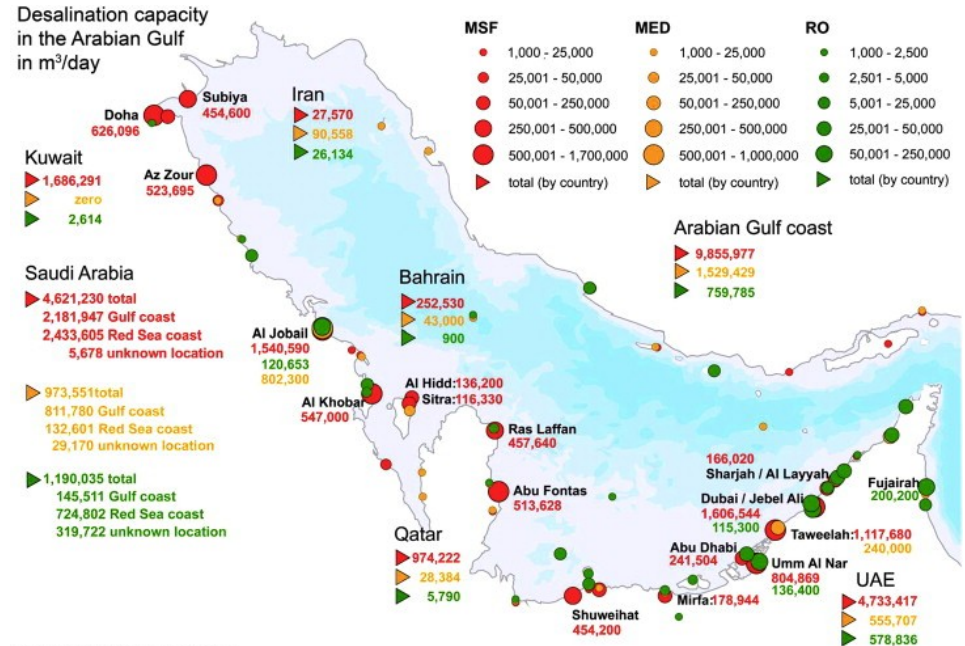 Desalination capacity
in the Arabian Gulf
in m³/day
MSF
1,000 - 25,000
25,001 - 50,000
50,001 - 250,000
250,001 - 500,000
500,001 - 1,700,000
total (by country)
MED
1,000 - 25,000
25,001 - 50,000
50,001 - 250,000
250,001 - 500,000
500,001 - 1,000,000
total (by country)
RO
1,000 - 2,500
2,501 - 5,000
5,001 - 25,000
25,001 - 50,000
50,001 - 250,000
total (by country)
Subiya
454,600
Doha
626,096
Iran
27,570
90,558
26,134
Kuwait
1,686,291
zero
2,614
Az Zour
523,695
Arabian Gulf coast
9,855,977
1,529,429
759,785
Saudi Arabia
4,621,230 total
2,181,947 Gulf coast
2,433,605 Red Sea coast
5,678 unknown location
973,551total
811,780 Gulf coast
132,601 Red Sea coast
29,170 unknown location
1,190,035 total
145,511 Gulf coast
724,802 Red Sea coast
319,722 unknown location
Bahrain
252,530
43,000
900
Al Jobail
1,540,590
120,653
802,300
Al Hidd:136,200
Sitra:116,330
Al Khobar
547,000
Ras Laffan
457,640
Abu Fontas
513,628
Qatar
974,222
28,384
5,790
166,020
Sharjah / Al Layyah
Fujairah
200,200
Dubai / Jebel Ali
1,606,544
115,300
Taweelah:1,117,680
240,000
Abu Dhabi
241,504
Umm Al Nar
804,869
136,400
Mirfa:178,944
Shuweihat
454,200
UAE
4,733,417
555,707
578,836